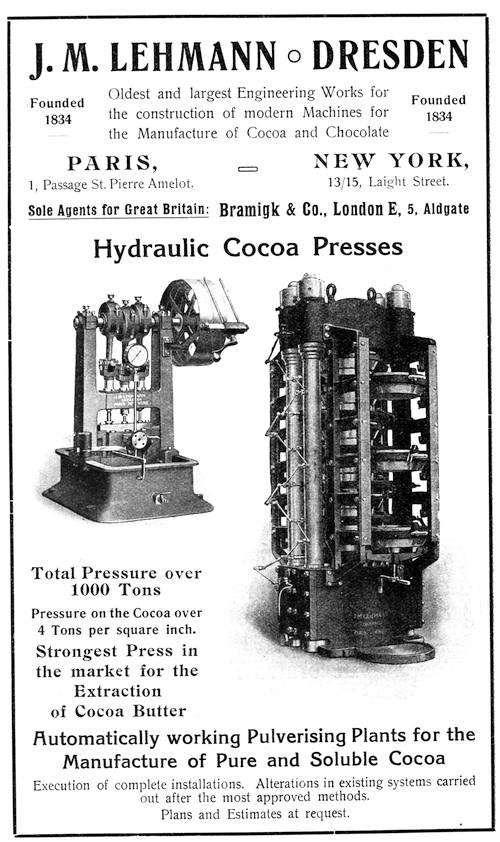 J. M. LEHMANN o DRESDEN
Founded
1834
Oldest and largest Engineering Works for
the construction of modern Machines for
the Manufacture of Cocoa and Chocolate
Founded
1834
PARIS,
1, Passage St. Pierre Amelot.
NEW YORK,
13/15, Laight Street.
Sole Agents for Great Britain: Bramigk & Co., London E, 5, Aldgate
Hydraulic Cocoa Presses
Total Pressure over
1000 Tons
Pressure on the Cocoa over
4 Tons per square inch.
Strongest Press in
the market for the
Extraction
of Cocoa Butter
J.M.LEHMANN
Automatically working Pulverising Plants for the
Manufacture of Pure and Soluble Cocoa
Execution of complete installations. Alterations in existing systems carried
out after the most approved methods.
Plans and Estimates at request.